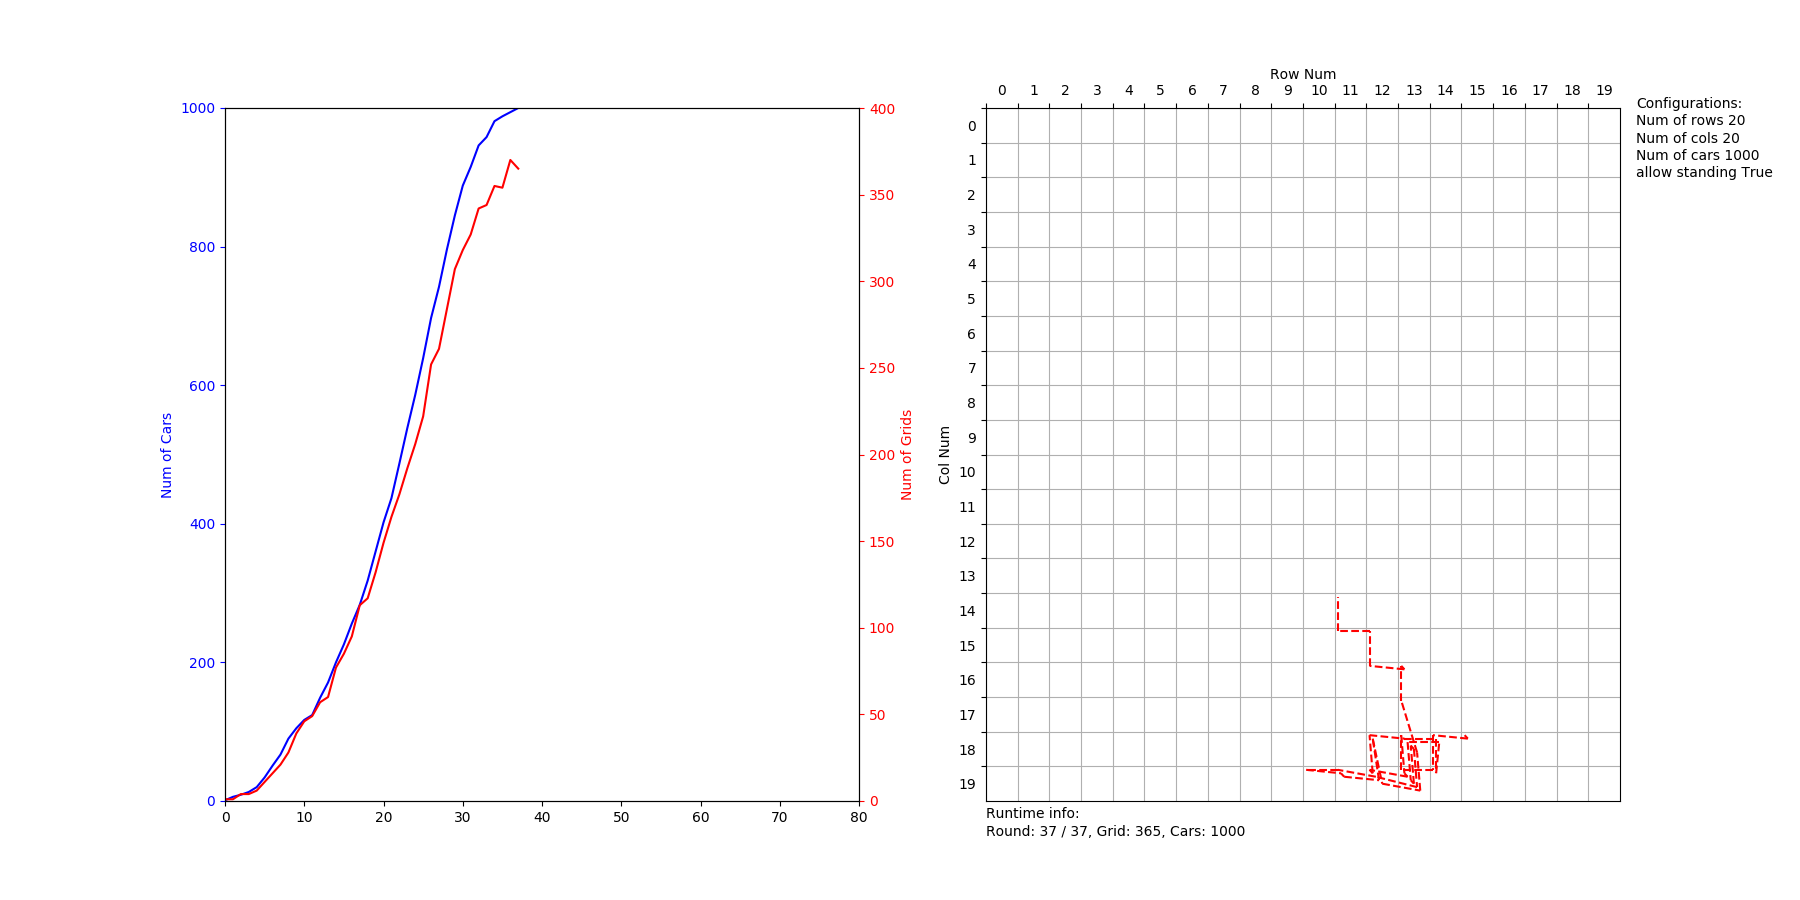 Row Num
0 1 2 3 4 5 6 7 8 9 10 11 12 13 14 15 16 17 18 19
1000
800
600
400
200
0
Num of Cars
0 10 20 30 40 50 60 70 80
400
350
300
250
200
150
100
50
0
Num of Grids
Col Num
0
1
2
3
4
5
6
7
8
9
10
11
12
13
14
15
16
17
18
19
Configurations:
Num of rows 20
Num of cols 20
Num of cars 1000
allow standing True
Runtime info:
Round: 37 / 37, Grid: 365, Cars: 1000